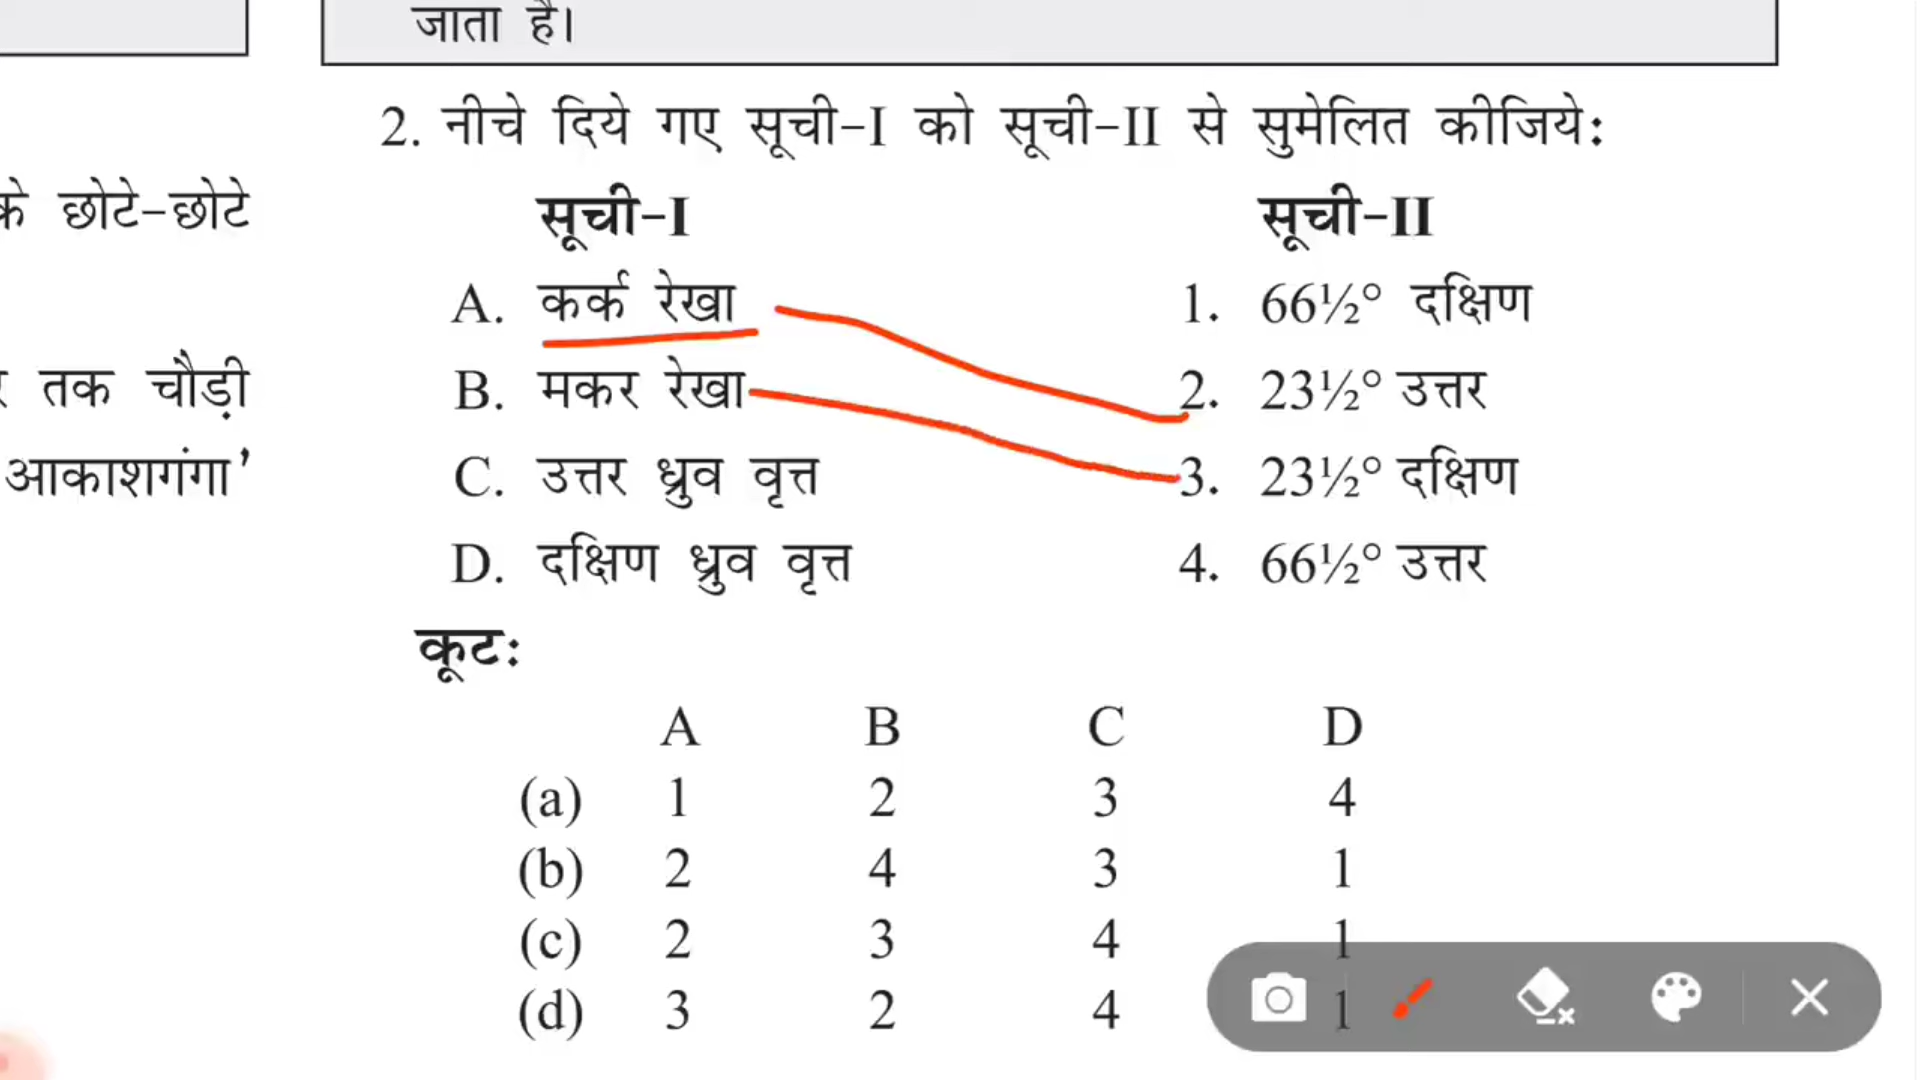 जाता है।
के छोटे-छोटे
तक चौड़ी
आकाशगंगा’
2. नीचे दिये गए सूची-I को सूची-II से सुमेलित कीजिये:
सूची-I सूची-II
A. कर्क रेखा 1. 66½° दक्षिण
B. मकर रेखा 2. 23½° उत्तर
C. उत्तर ध्रुव वृत्त 3. 23½° दक्षिण
D. दक्षिण ध्रुव वृत्त 4. 66½° उत्तर
कूट:
A B C D
(a) 1 2 3 4
(b) 2 4 3 1
(c) 2 3 4 1
(d) 3 2 4 1